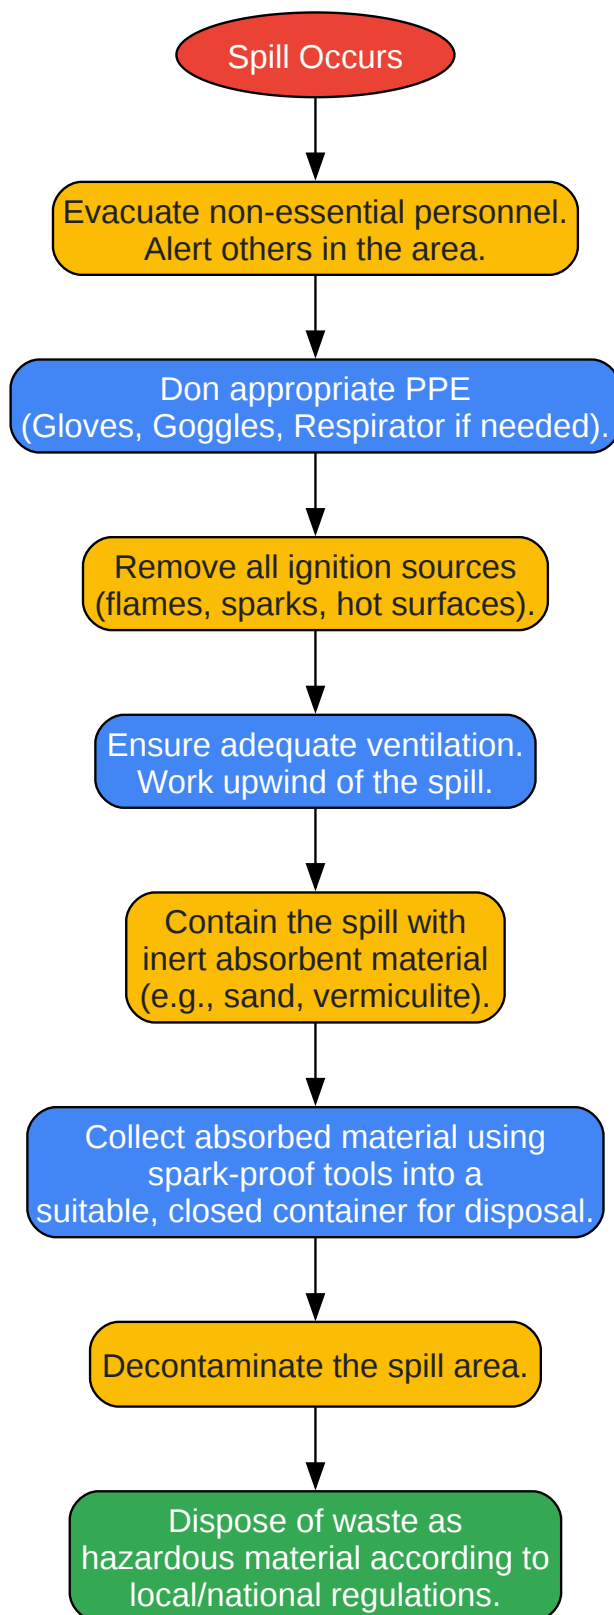 Spill Occurs
Evacuate non-essential personnel.
Alert others in the area.
Don appropriate PPE
(Gloves, Goggles, Respirator if needed).
Remove all ignition sources
(flames, sparks, hot surfaces).
Ensure adequate ventilation.
Work upwind of the spill.
Contain the spill with
inert absorbent material
(e.g., sand, vermiculite).
Collect absorbed material using
spark-proof tools into a
suitable, closed container for disposal.
Decontaminate the spill area.
Dispose of waste as
hazardous material according to
local/national regulations.